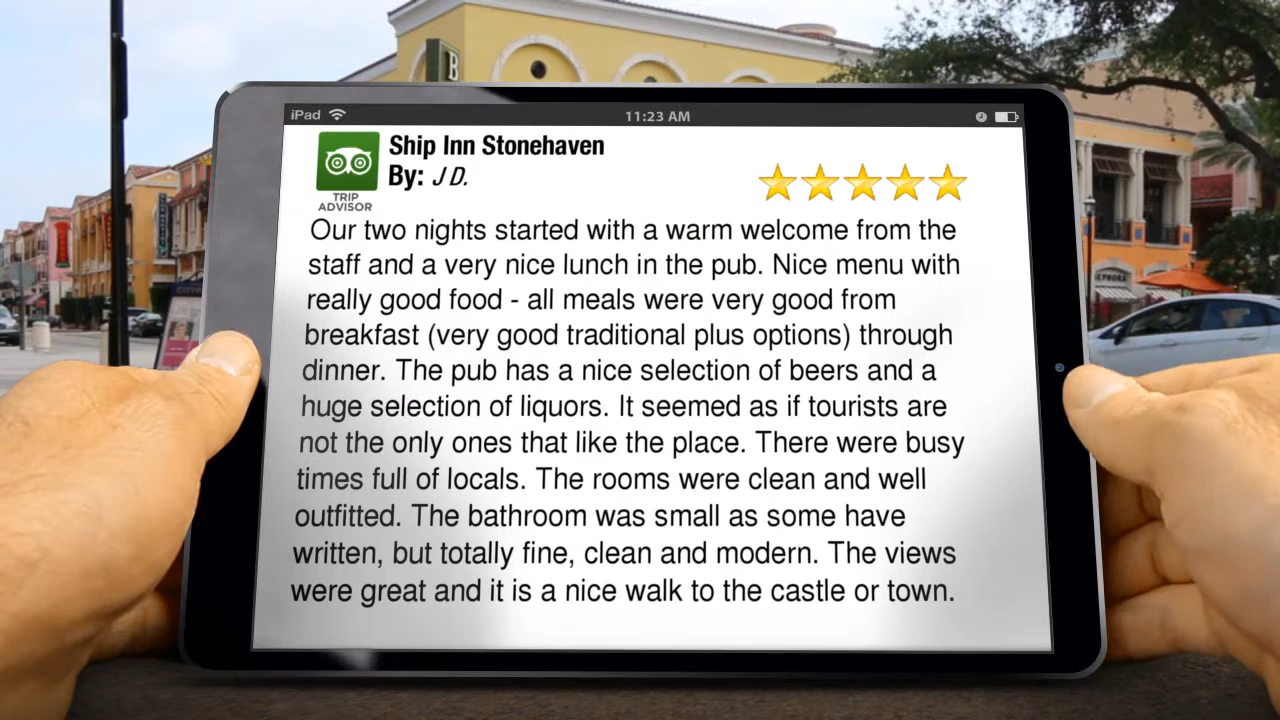 B
iPad
11:23 AM
Ship Inn Stonehaven
By: J D.
TRIP
ADVISOR
Our two nights started with a warm welcome from the
staff and a very nice lunch in the pub. Nice menu with
really good food - all meals were very good from
breakfast (very good traditional plus options) through
dinner. The pub has a nice selection of beers and a
huge selection of liquors. It seemed as if tourists are
not the only ones that like the place. There were busy
times full of locals. The rooms were clean and well
outfitted. The bathroom was small as some have
written, but totally fine, clean and modern. The views
were great and it is a nice walk to the castle or town.
SEPHORA